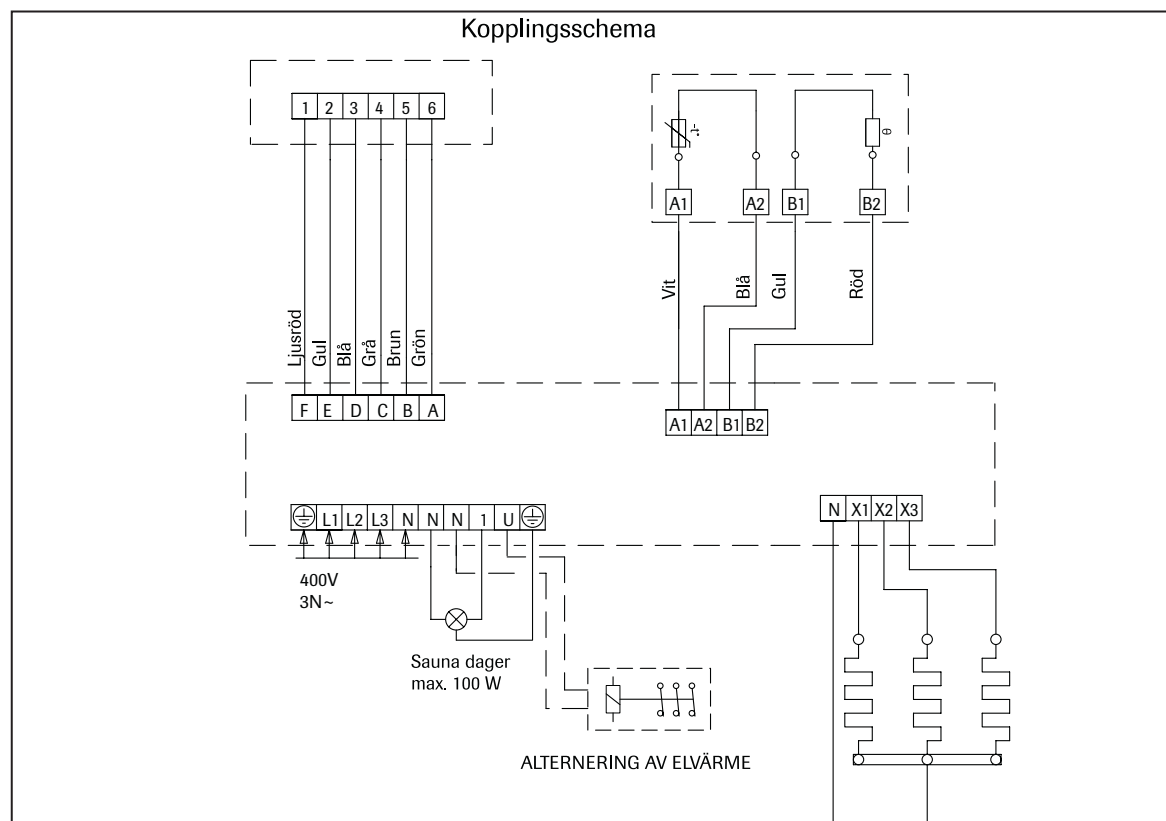 Kopplingsschema
1 2 3 4 5 6
-t°
θ
A1 A2 B1 B2
Ljusröd
Gul
Blå
Grå
Brun
Grön
Vit
Blå
Gul
Röd
F E D C B A
A1 A2 B1 B2
L1 L2 L3 N N N 1 U
N X1 X2 X3
400V
3N~
Sauna dager
max. 100 W
ALTERNERING AV ELVÄRME